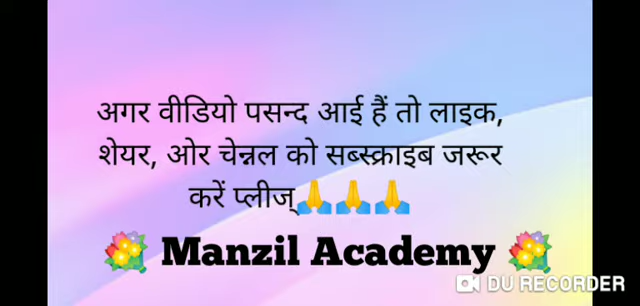 अगर वीडियो पसन्द आई हैं तो लाइक,
शेयर, ओर चेन्नल को सब्स्क्राइब जरूर
करें प्लीज्🙏🙏🙏
💐 Manzil Academy 💐
DU RECORDER